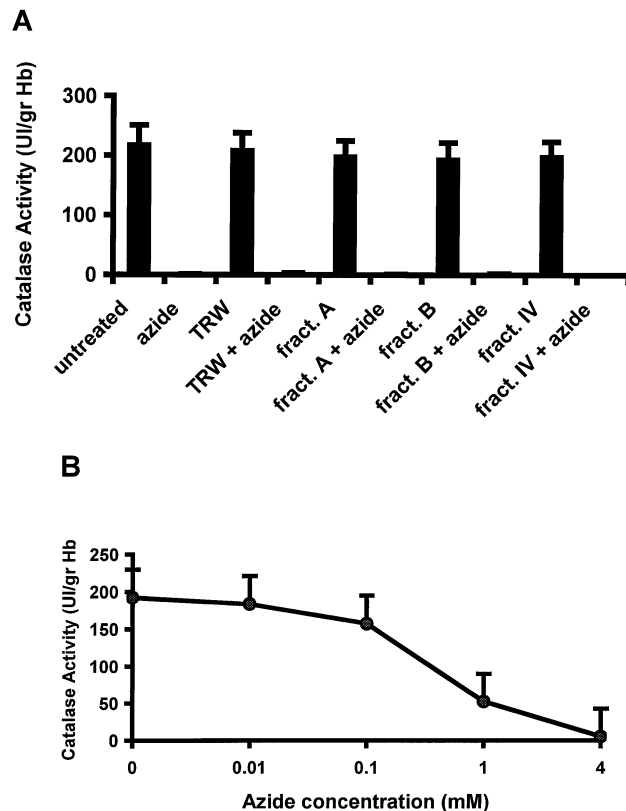 A
Catalase Activity (UI/gr Hb)
300
200
100
0
untreated
azide
TRW
TRW + azide
fract. A
fract. A + azide
fract. B
fract. B + azide
fract. IV
fract. IV + azide
B
Catalase Activity (UI/gr Hb
250
200
150
100
50
0
0 0.01 0.1 1 4
Azide concentration (mM)